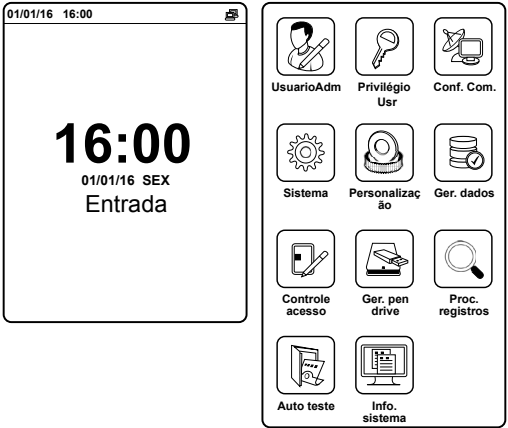 01/01/16 16:00
16:00
01/01/16 SEX
Entrada
UsuarioAdm
Privilégio
Usr
Conf. Com.
Sistema
Personalizaç
ão
Ger. dados
Controle
acesso
Ger. pen
drive
Proc.
registros
Auto teste
Info.
sistema